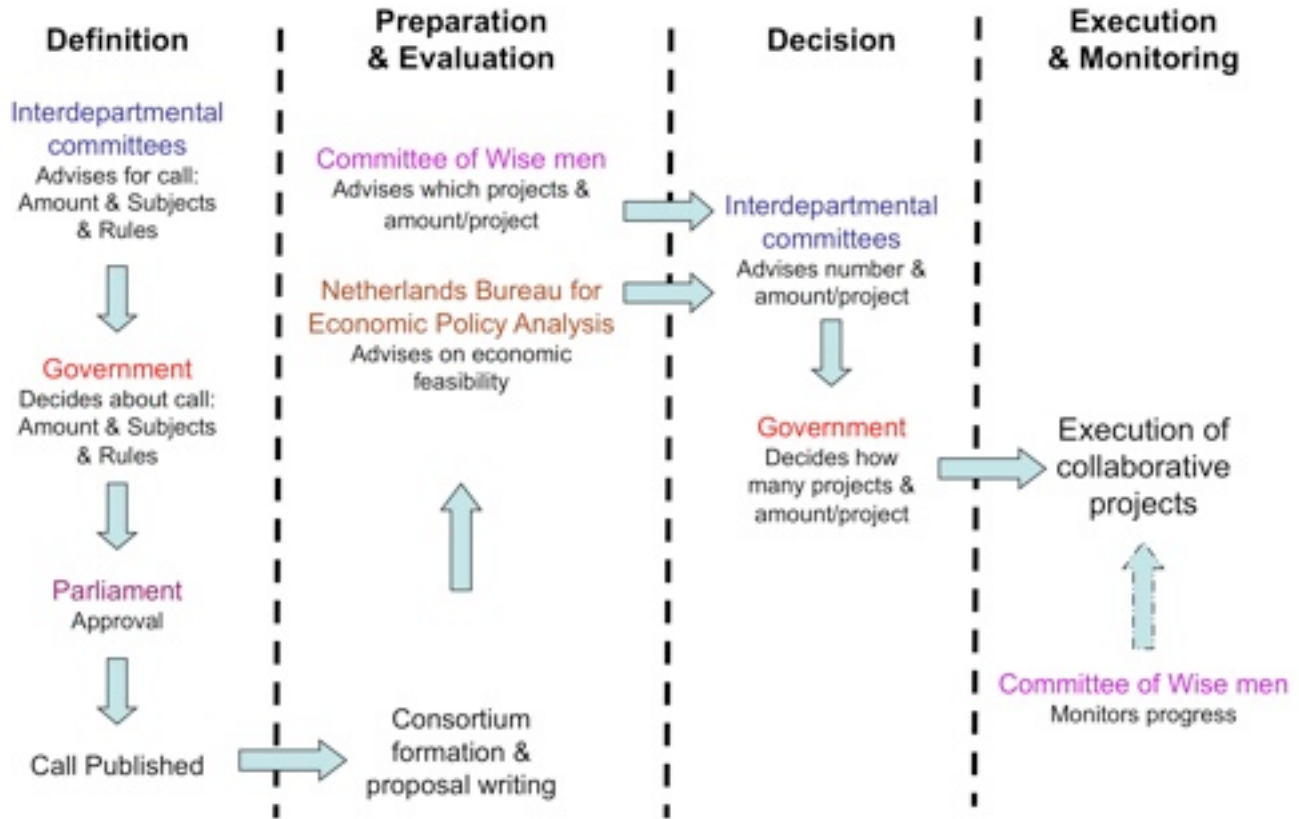 Definition
Interdepartmental
committees
Advises for call:
Amount & Subjects
& Rules
Government
Decides about call:
Amount & Subjects
& Rules
Parliament
Approval
Call Published
Preparation
& Evaluation
Committee of Wise men
Advises which projects &
amount/project
Netherlands Bureau for
Economic Policy Analysis
Advises on economic
feasibility
Consortium
formation &
proposal writing
Decision
Interdepartmental
committees
Advises number &
amount/project
Government
Decides how
many projects &
amount/project
Execution
& Monitoring
Execution of
collaborative
projects
Committee of Wise men
Monitors progress